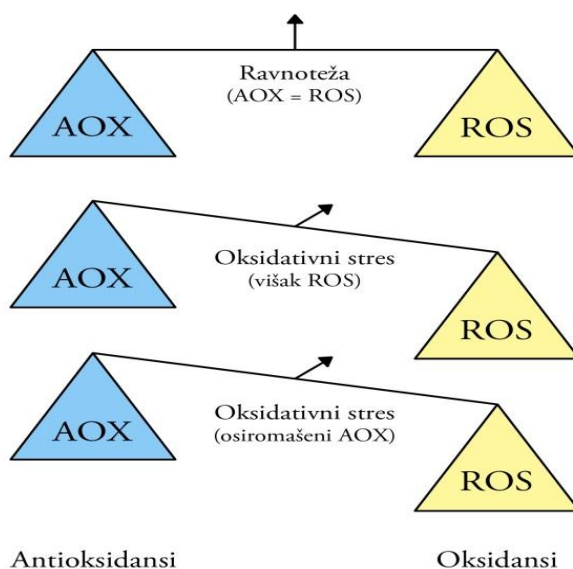 Ravnoteža
(AOX = ROS)
AOX
ROS
Oksidativni stres
(višak ROS)
AOX
ROS
Oksidativni stres
(osiromašeni AOX)
AOX
ROS
Antioksidansi
Oksidansi